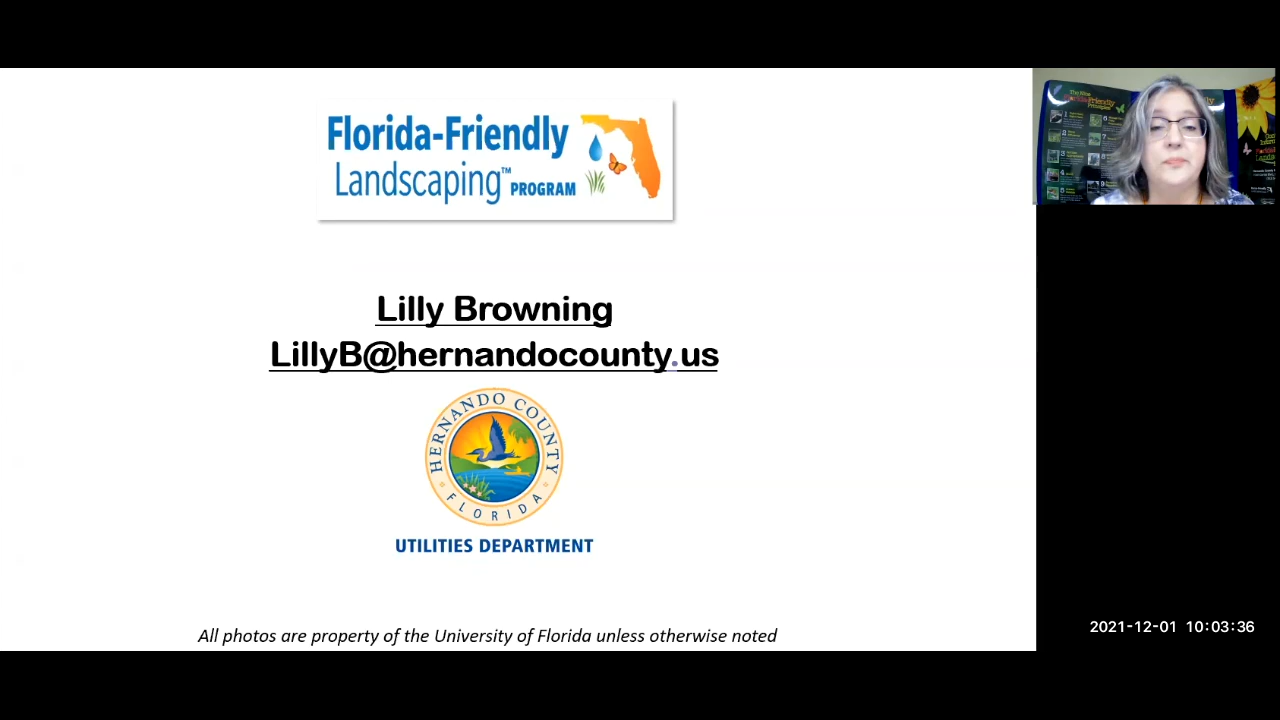 Florida-Friendly
Landscaping™ PROGRAM
Lilly Browning
LillyB@hernandocounty.us
HERNANDO COUNTY
FLORIDA
UTILITIES DEPARTMENT
All photos are property of the University of Florida unless otherwise noted
2021-12-01 10:03:36